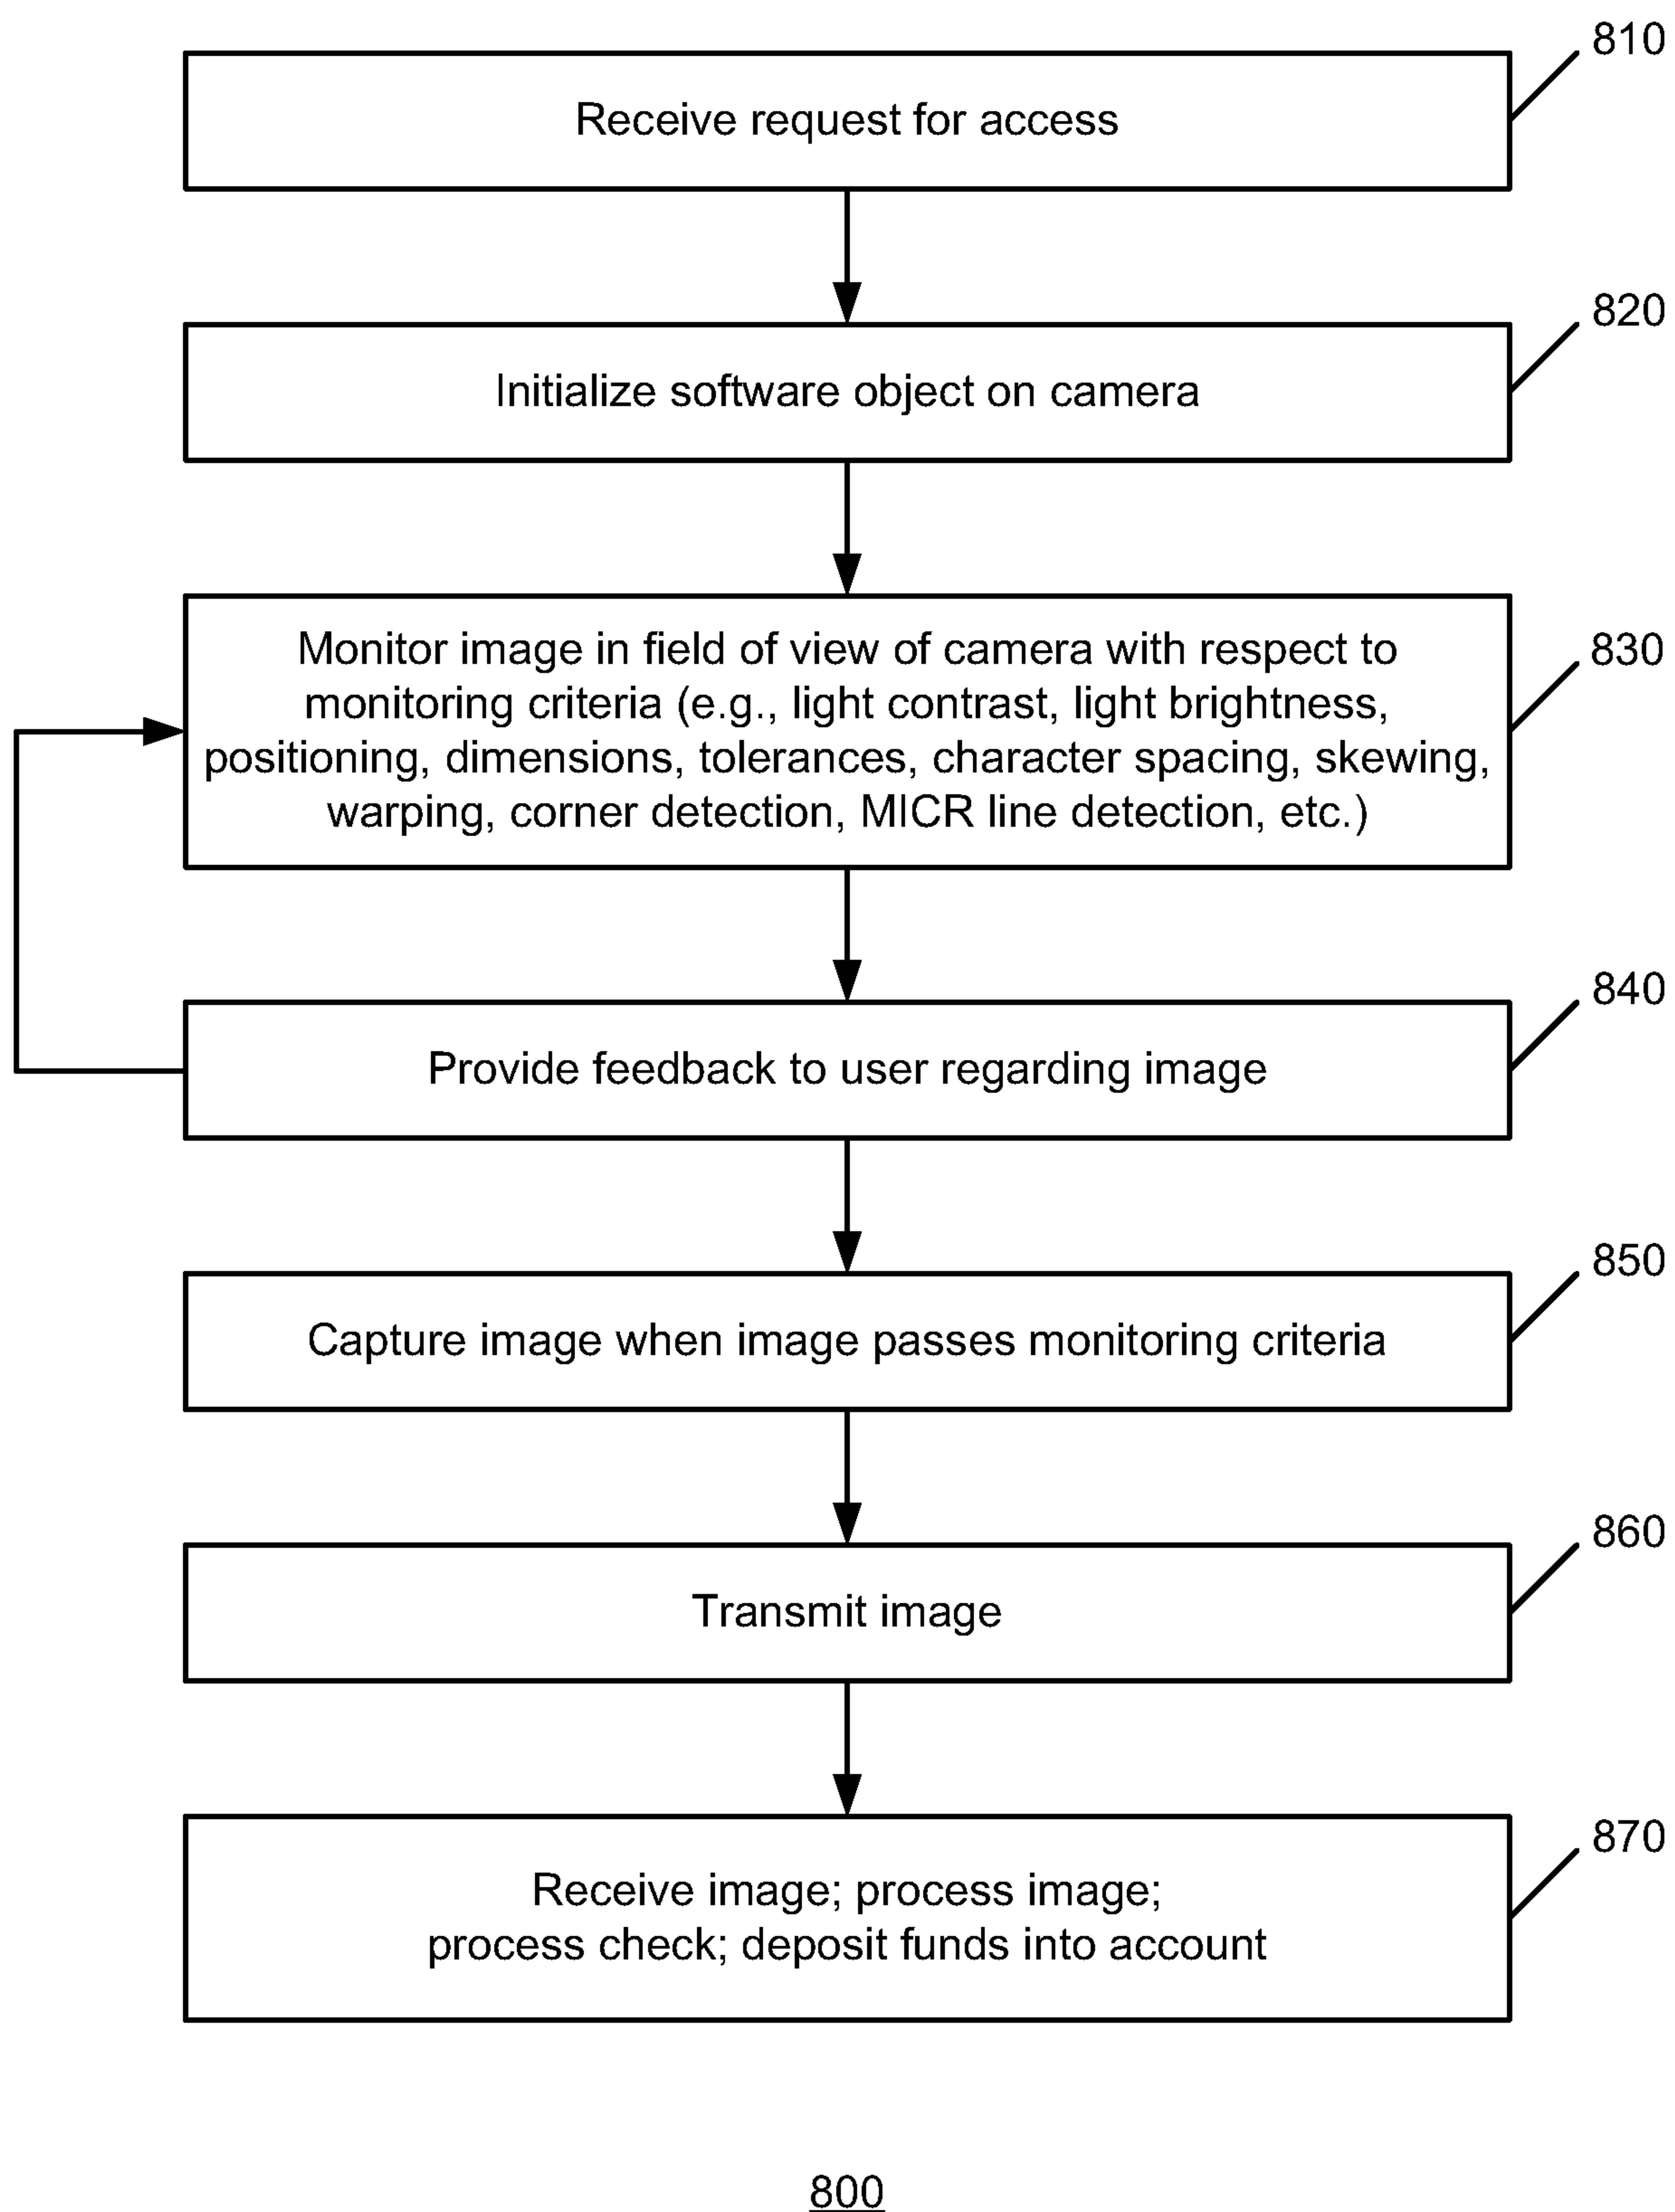 810
Receive request for access
820
Initialize software object on camera
830
Monitor image in field of view of camera with respect to
monitoring criteria (e.g., light contrast, light brightness,
positioning, dimensions, tolerances, character spacing, skewing,
warping, corner detection, MICR line detection, etc.)
840
Provide feedback to user regarding image
850
Capture image when image passes monitoring criteria
860
Transmit image
870
Receive image; process image;
process check; deposit funds into account
800